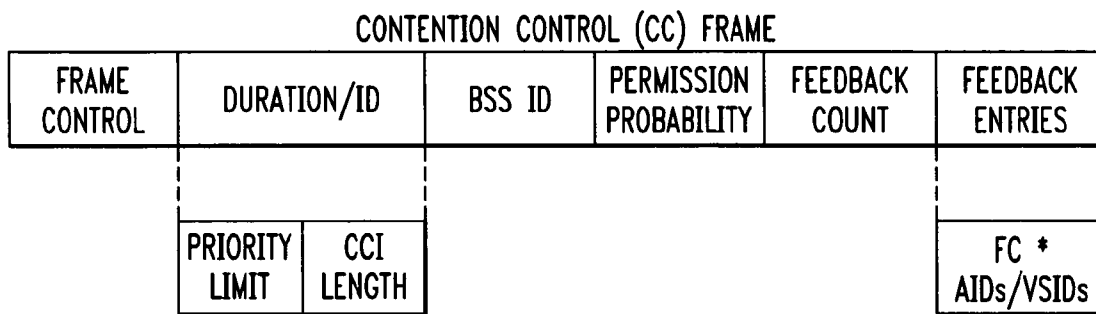 CONTENTION CONTROL (CC) FRAME
FRAME
CONTROL
DURATION/ID
BSS ID
PERMISSION
PROBABILITY
FEEDBACK
COUNT
FEEDBACK
ENTRIES
PRIORITY
LIMIT
CCI
LENGTH
FC *
AIDs/VSIDs